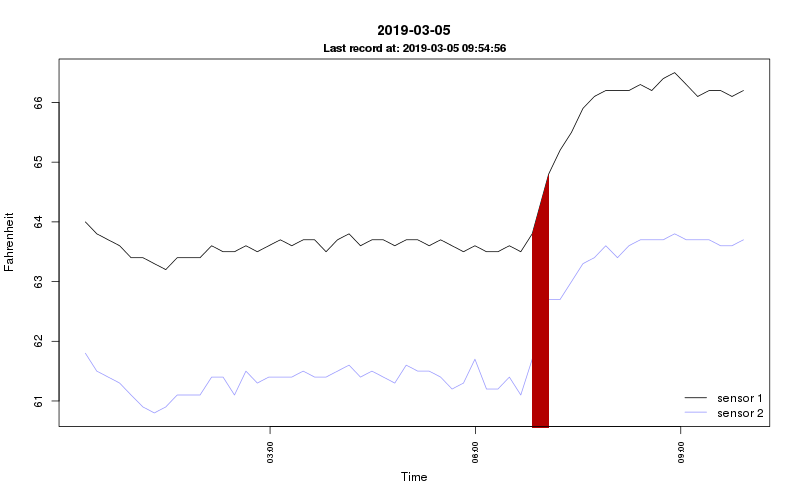 2019-03-05
Last record at: 2019-03-05 09:54:56
Fahrenheit
66
65
64
63
62
61
sensor 1
sensor 2
03:00
06:00
09:00
Time